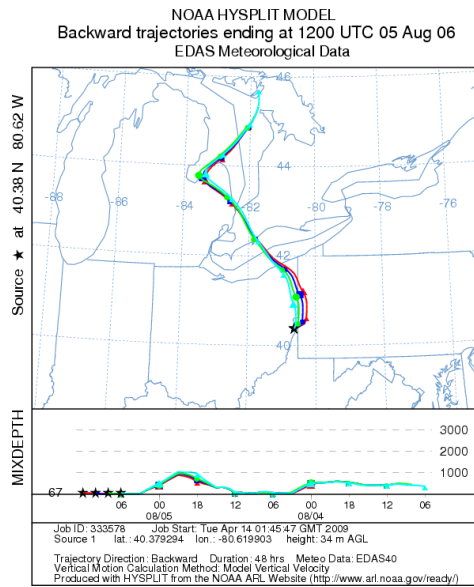 NOAA HYSPLIT MODEL
Backward trajectories ending at 1200 UTC 05 Aug 06
EDAS Meteorological Data
Source ★ at 40.38 N 80.62 W
46
44
42
40
-88
-86
-84
-82
-80
-78
-76
MIXDEPTH
3000
2000
1000
67
06 00 18 12 06 00 18 12 06
08/05 08/04
Job ID: 333578 Job Start: Tue Apr 14 01:45:47 GMT 2009
Source 1 lat.: 40.379294 lon.: -80.619903 height: 34 m AGL
Trajectory Direction: Backward Duration: 48 hrs Meteo Data: EDAS40
Vertical Motion Calculation Method: Model Vertical Velocity
Produced with HYSPLIT from the NOAA ARL Website (http://www.arl.noaa.gov/ready/)